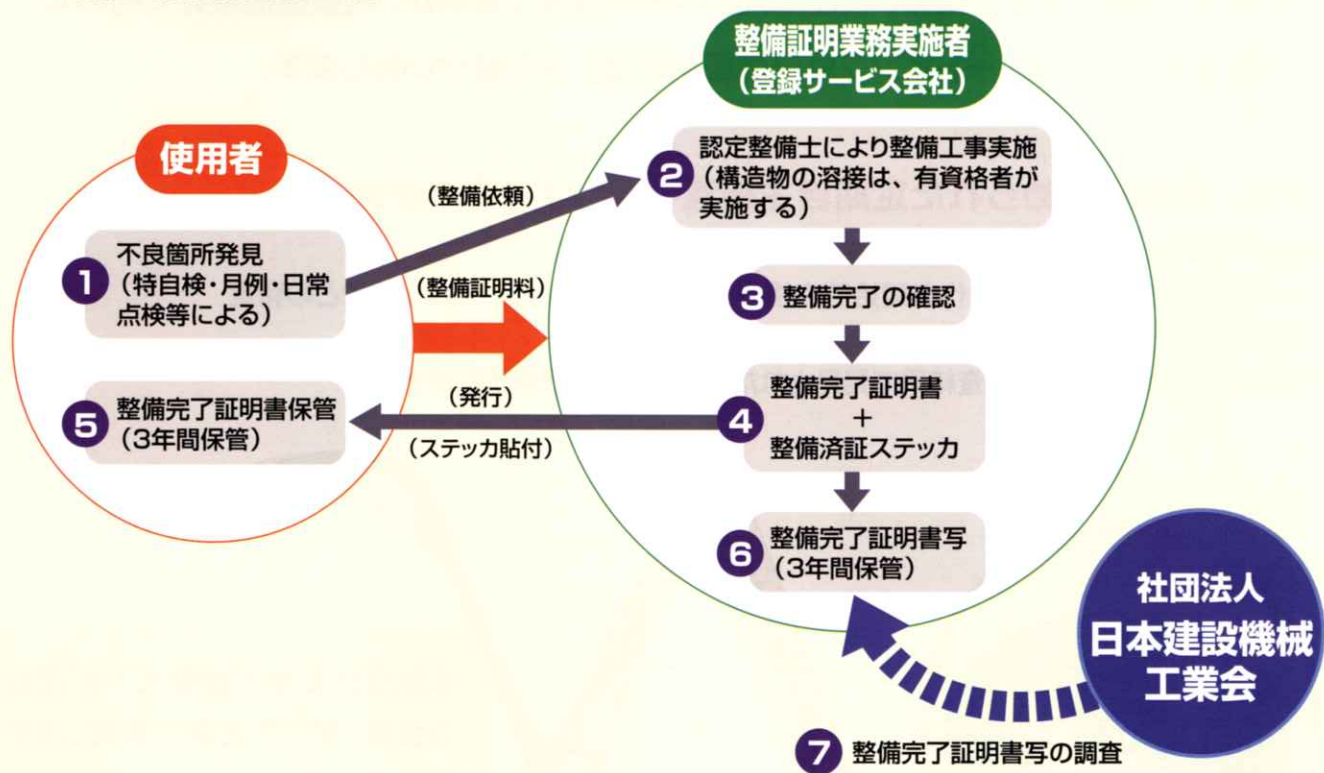 使用者
1 不良箇所発見
(特自検・月例・日常
点検等による)
(整備依頼)
(整備証明料)
整備証明業務実施者
(登録サービス会社)
2 認定整備士により整備工事実施
(構造物の溶接は、有資格者が
実施する)
3 整備完了の確認
4 整備完了証明書
+
整備済証ステッカ
(発行)
(ステッカ貼付)
5 整備完了証明書保管
(3年間保管)
6 整備完了証明書写
(3年間保管)
社団法人
日本建設機械
工業会
7 整備完了証明書写の調査